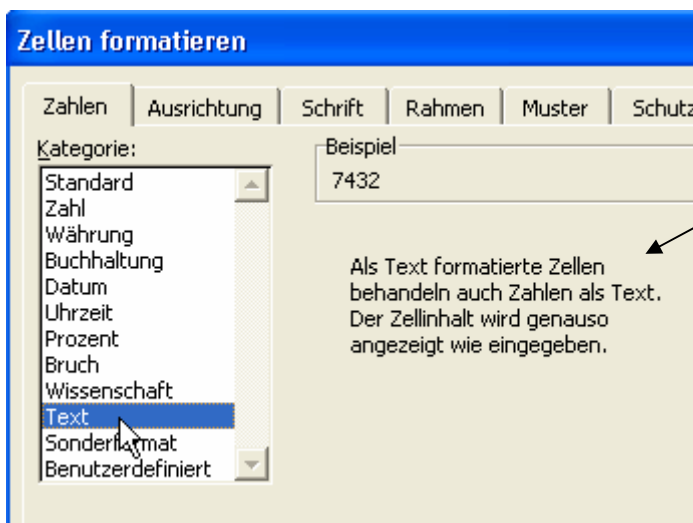 Zellen formatieren
Zahlen Ausrichtung Schrift Rahmen Muster Schutz
Kategorie:
Standard
Zahl
Währung
Buchhaltung
Datum
Uhrzeit
Prozent
Bruch
Wissenschaft
Text
Sonderformat
Benutzerdefiniert
Beispiel
7432
Als Text formatierte Zellen
behandeln auch Zahlen als Text.
Der Zellinhalt wird genauso
angezeigt wie eingegeben.